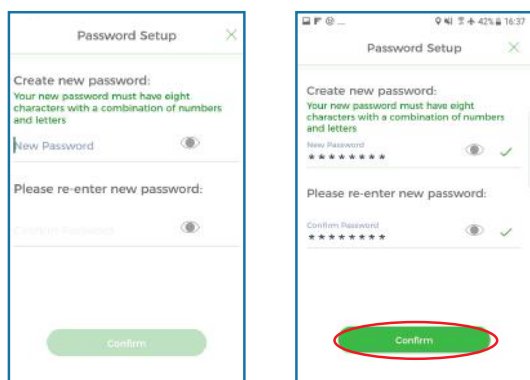 Password Setup
Create new password:
Your new password must have eight
characters with a combination of numbers
and letters
New Password
Please re-enter new password:
Confirm Password
Confirm
42% 16:37
Password Setup
Create new password:
Your new password must have eight
characters with a combination of numbers
and letters
New Password
********
Please re-enter new password:
Confirm Password
********
Confirm